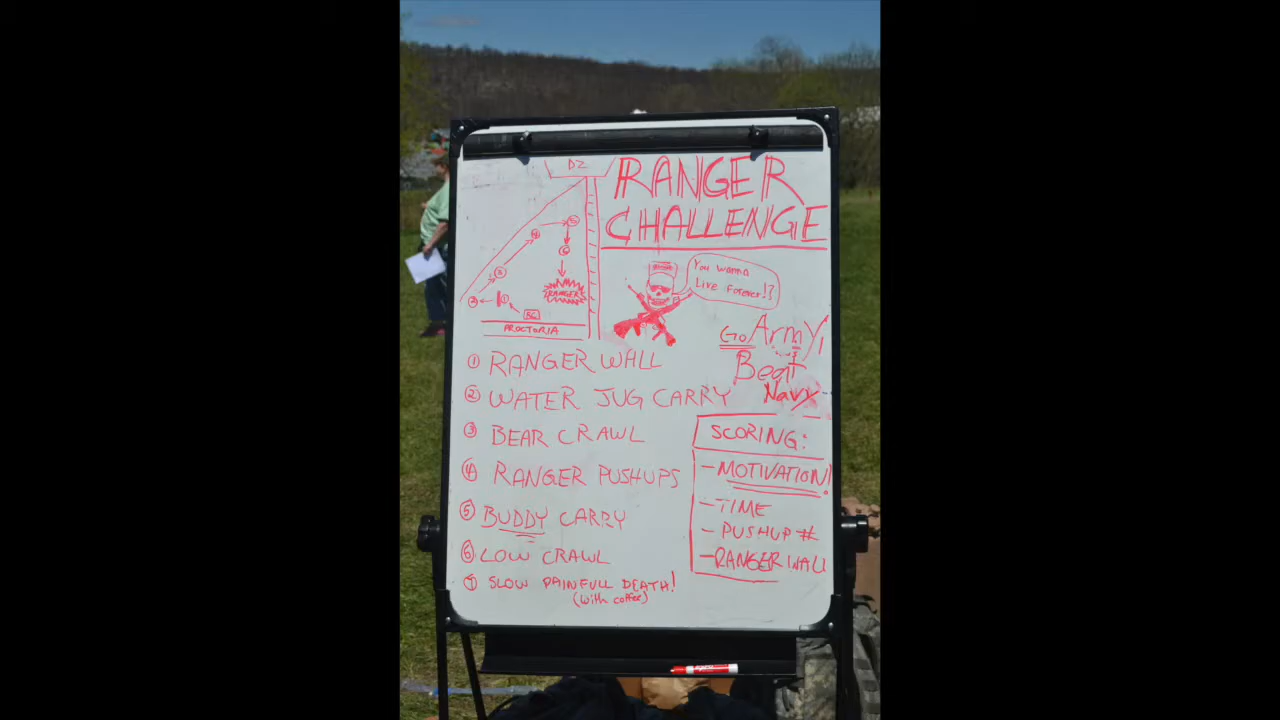 DZ
RANGER
CHALLENGE
You wanna
Live Forever!?
RANGER
PROCTORIA
Go Army,
Beat
Navy
① RANGER WALL
② WATER JUG CARRY
③ BEAR CRAWL
④ RANGER PUSHUPS
⑤ BUDDY CARRY
⑥ LOW CRAWL
⑦ SLOW PAINFULL DEATH!
(with coffee)
SCORING:
- MOTIVATION!
- TIME
- PUSHUP #
- RANGER WALL